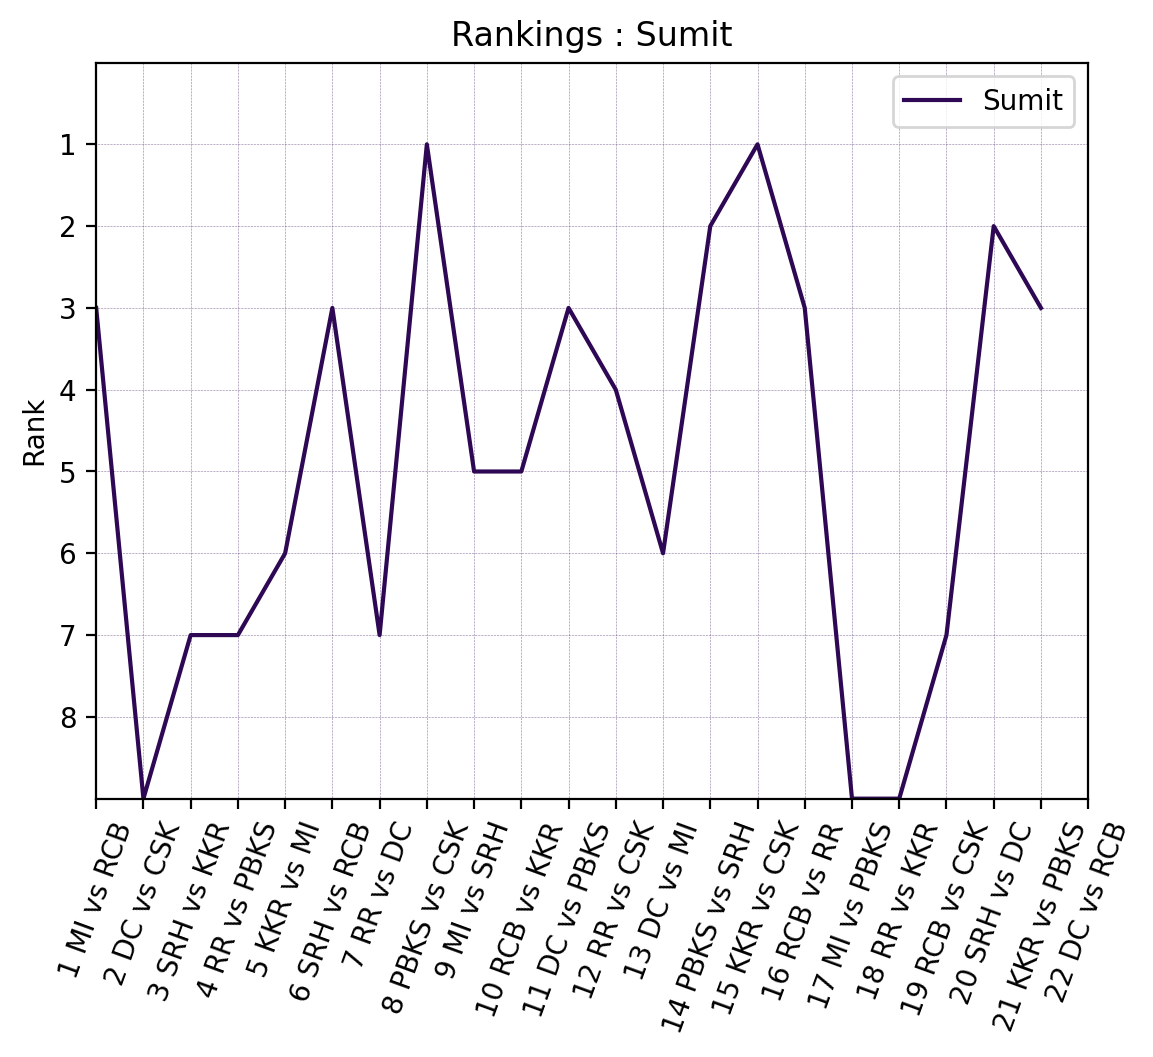 Rankings : Sumit
Sumit
Rank
1
2
3
4
5
6
7
8
1 MI vs RCB
2 DC vs CSK
3 SRH vs KKR
4 RR vs PBKS
5 KKR vs MI
6 SRH vs RCB
7 RR vs DC
8 PBKS vs CSK
9 MI vs SRH
10 RCB vs KKR
11 DC vs PBKS
12 RR vs CSK
13 DC vs MI
14 PBKS vs SRH
15 KKR vs CSK
16 RCB vs RR
17 MI vs PBKS
18 RR vs KKR
19 RCB vs CSK
20 SRH vs DC
21 KKR vs PBKS
22 DC vs RCB